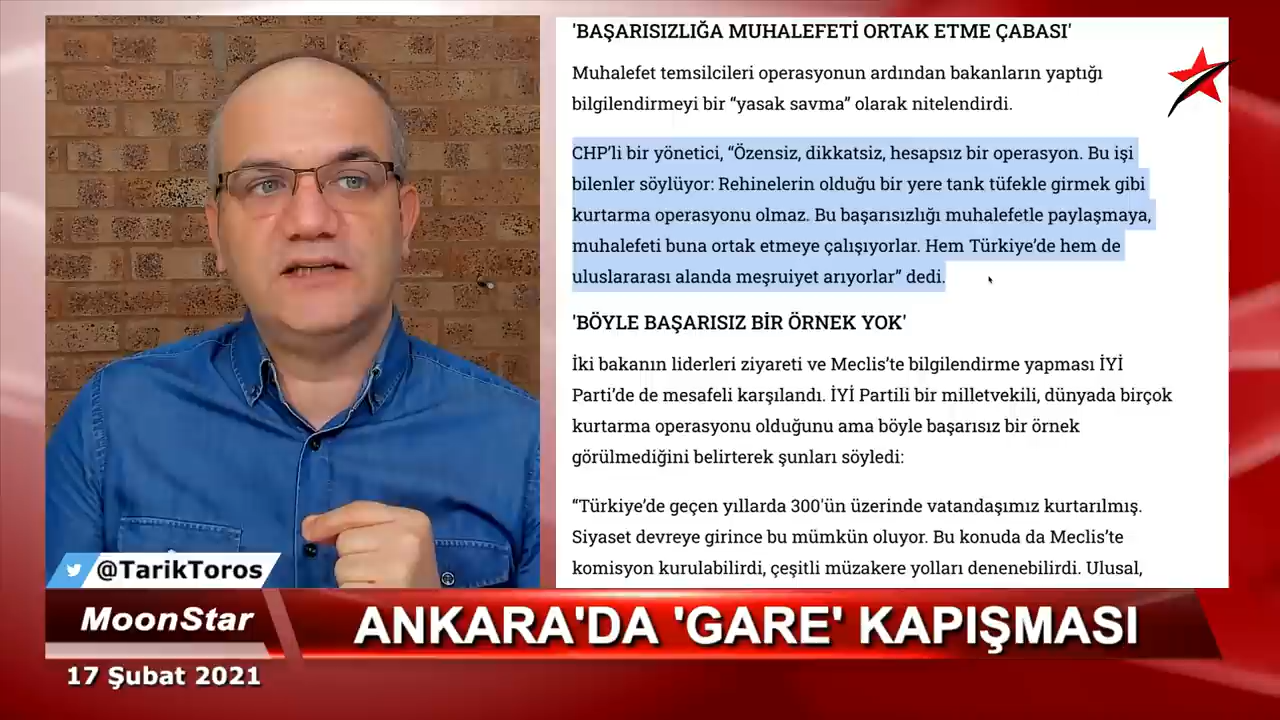 'BAŞARISIZLIĞA MUHALEFETİ ORTAK ETME ÇABASI'
Muhalefet temsilcileri operasyonun ardından bakanların yaptığı
bilgilendirmeyi bir “yasak savma” olarak nitelendirdi.
CHP’li bir yönetici, “Özensiz, dikkatsiz, hesapsız bir operasyon. Bu işi
bilenler söylüyor: Rehinelerin olduğu bir yere tank tüfekle girmek gibi
kurtarma operasyonu olmaz. Bu başarısızlığı muhalefetle paylaşmaya,
muhalefeti buna ortak etmeye çalışıyorlar. Hem Türkiye’de hem de
uluslararası alanda meşruiyet arıyorlar” dedi.
'BÖYLE BAŞARISIZ BİR ÖRNEK YOK'
İki bakanın liderleri ziyareti ve Meclis’te bilgilendirme yapması İYİ
Parti’de de mesafeli karşılandı. İYİ Partili bir milletvekili, dünyada birçok
kurtarma operasyonu olduğunu ama böyle başarısız bir örnek
görülmediğini belirterek şunları söyledi:
“Türkiye’de geçen yıllarda 300'ün üzerinde vatandaşımız kurtarılmış.
Siyaset devreye girince bu mümkün oluyor. Bu konuda da Meclis’te
komisyon kurulabilirdi, çeşitli müzakere yolları denenebilirdi. Ulusal,
@TarikToros
MoonStar
ANKARA'DA 'GARE' KAPIŞMASI
17 Şubat 2021